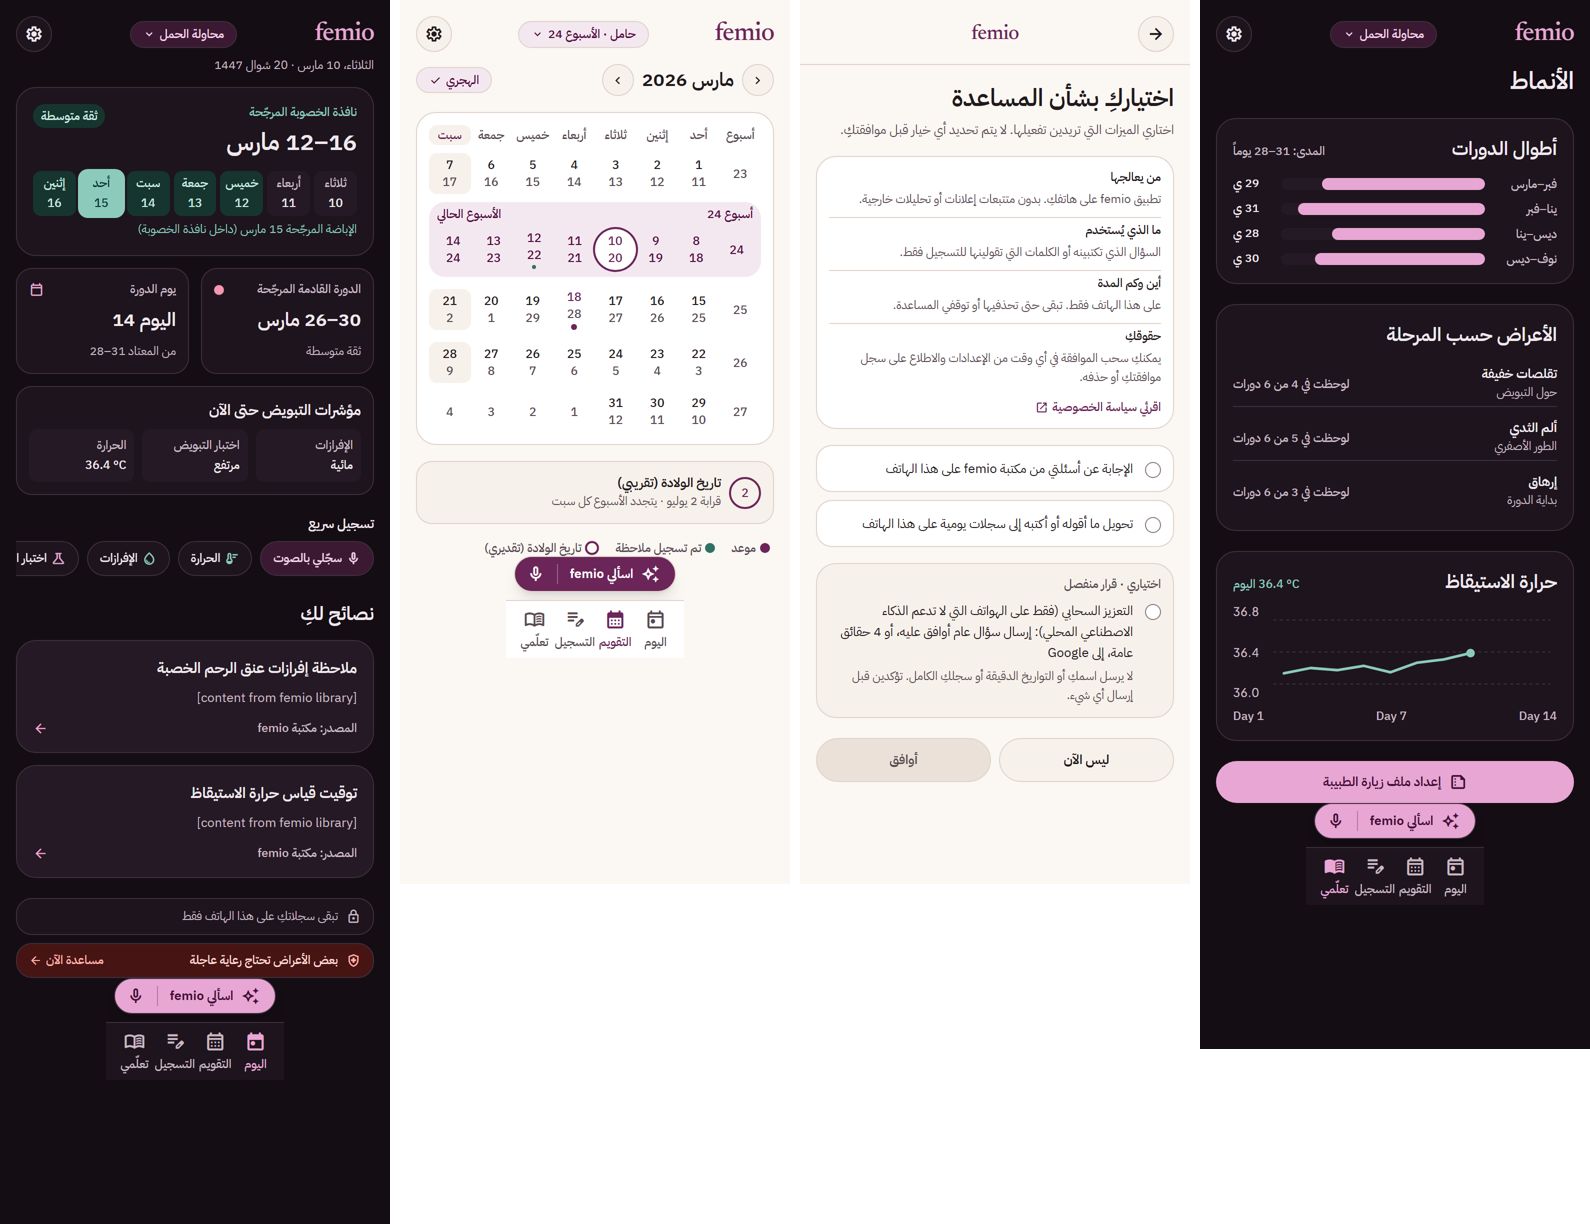 femio
محاولة الحمل
الثلاثاء، 10 مارس · 20 شوال 1447
نافذة الخصوبة المرجّحة
ثقة متوسطة
12–16 مارس
ثلاثاء أربعاء خميس جمعة سبت أحد إثنين
10 11 12 13 14 15 16
الإباضة المرجّحة 15 مارس (داخل نافذة الخصوبة)
الدورة القادمة المرجّحة
26–30 مارس
ثقة متوسطة
يوم الدورة
اليوم 14
من المعتاد 28–31
مؤشرات التبويض حتى الآن
الإفرازات
مائية
اختبار التبويض
مرتفع
الحرارة
36.4 °C
تسجيل سريع
سجّلي بالصوت
الحرارة
الإفرازات
اختبار ا
نصائح لكِ
ملاحظة إفرازات عنق الرحم الخصبة
[content from femio library]
المصدر: مكتبة femio
توقيت قياس حرارة الاستيقاظ
[content from femio library]
المصدر: مكتبة femio
تبقى سجلاتكِ على هذا الهاتف فقط
بعض الأعراض تحتاج رعاية عاجلة
مساعدة الآن
اسألي femio
اليوم التقويم التسجيل تعلّمي
femio
حامل · الأسبوع 24
مارس 2026
الهجري
أسبوع أحد إثنين ثلاثاء أربعاء خميس جمعة سبت
23 1 2 3 4 5 6 7
11 12 13 14 15 16 17
أسبوع 24
الأسبوع الحالي
24 8 9 10 11 12 13 14
18 19 20 21 22 23 24
25 15 16 17 18 19 20 21
25 26 27 28 29 1 2
26 22 23 24 25 26 27 28
3 4 5 6 7 8 9
27 29 30 31 1 2 3 4
10 11 12
2
تاريخ الولادة (تقريبي)
قرابة 2 يوليو · يتجدد الأسبوع كل سبت
موعد
تم تسجيل ملاحظة
تاريخ الولادة (تقديري)
اسألي femio
اليوم التقويم التسجيل تعلّمي
femio
اختياركِ بشأن المساعدة
اختاري الميزات التي تريدين تفعيلها. لا يتم تحديد أي خيار قبل موافقتكِ.
من يعالجها
تطبيق femio على هاتفكِ. بدون متتبعات إعلانات أو تحليلات خارجية.
ما الذي يُستخدم
السؤال الذي تكتبينه أو الكلمات التي تقولينها للتسجيل فقط.
أين وكم المدة
على هذا الهاتف فقط. تبقى حتى تحذفيها أو توقفي المساعدة.
حقوقكِ
يمكنكِ سحب الموافقة في أي وقت من الإعدادات والاطلاع على سجل
موافقتكِ أو حذفه.
اقرئي سياسة الخصوصية
الإجابة عن أسئلتي من مكتبة femio على هذا الهاتف
تحويل ما أقوله أو أكتبه إلى سجلات يومية على هذا الهاتف
اختياري · قرار منفصل
التعزيز السحابي (فقط على الهواتف التي لا تدعم الذكاء
الاصطناعي المحلي): إرسال سؤال عام أوافق عليه، أو 4 حقائق
عامة، إلى Google
لا يرسل اسمكِ أو التواريخ الدقيقة أو سجلكِ الكامل. تؤكدين قبل
إرسال أي شيء.
ليس الآن
أوافق
femio
محاولة الحمل
الأنماط
أطوال الدورات
المدى: 31–28 يوماً
فبر–مارس 29 ي
ينا–فبر 31 ي
ديس–ينا 28 ي
نوف–ديس 30 ي
الأعراض حسب المرحلة
تقلصات خفيفة
حول التبويض
لوحظت في 4 من 6 دورات
ألم الثدي
الطور الأصفري
لوحظت في 5 من 6 دورات
إرهاق
بداية الدورة
لوحظت في 3 من 6 دورات
حرارة الاستيقاظ
36.4 °C اليوم
36.8
36.4
36.0
Day 1 Day 7 Day 14
إعداد ملف زيارة الطبيبة
اسألي femio
اليوم التقويم التسجيل تعلّمي